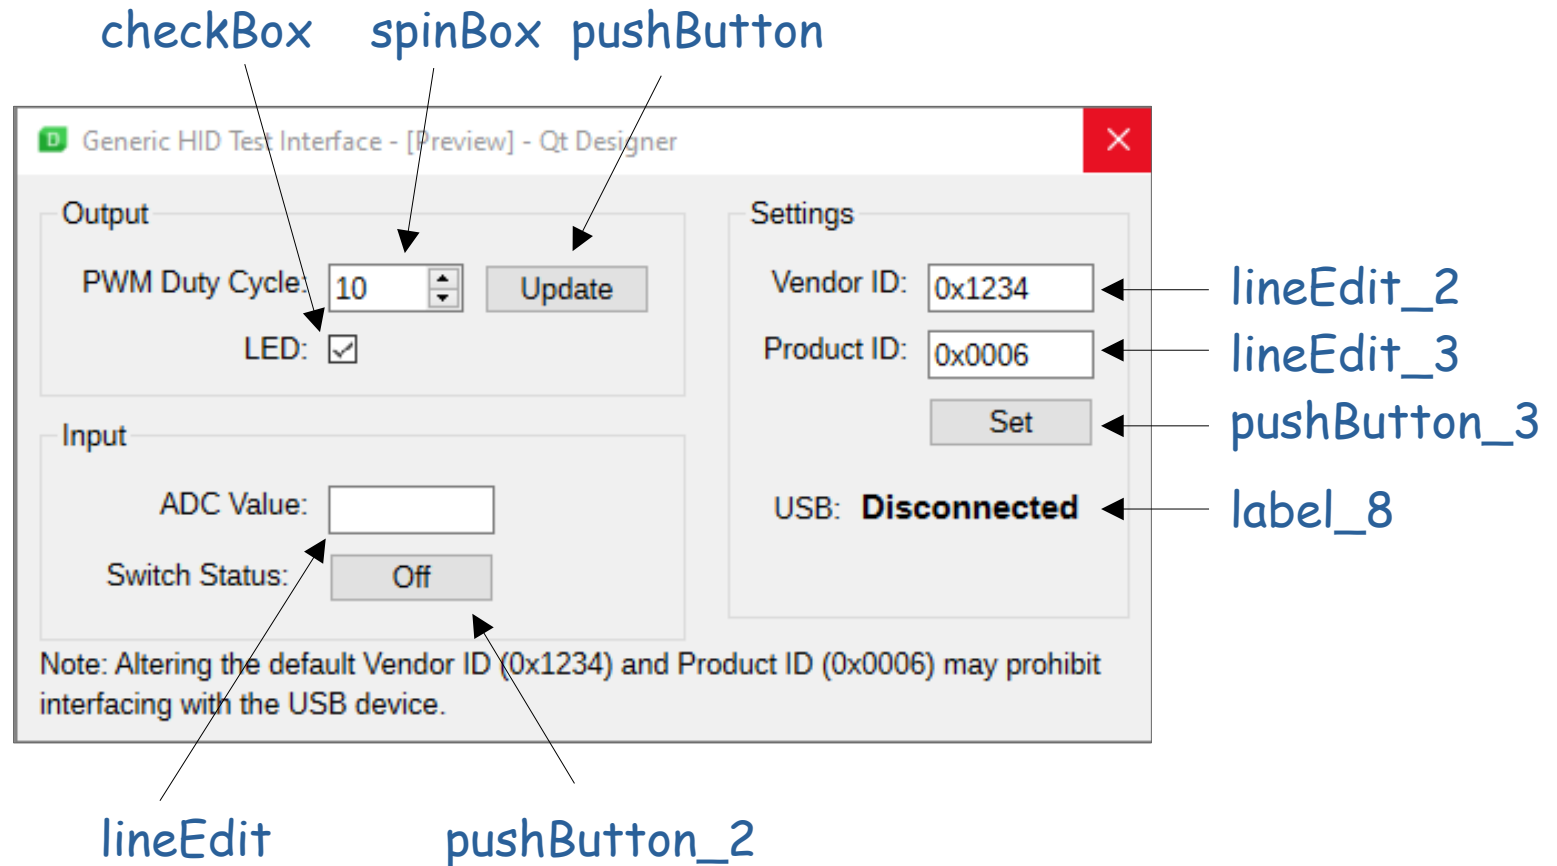 checkBox spinBox pushButton
D Generic HID Test Interface - [Preview] - Qt Designer
Output
PWM Duty Cycle: 10 Update
LED:
Input
ADC Value:
Switch Status: Off
Settings
Vendor ID: 0x1234
Product ID: 0x0006
Set
USB: Disconnected
lineEdit_2
lineEdit_3
pushButton_3
label_8
Note: Altering the default Vendor ID (0x1234) and Product ID (0x0006) may prohibit
interfacing with the USB device.
lineEdit pushButton_2